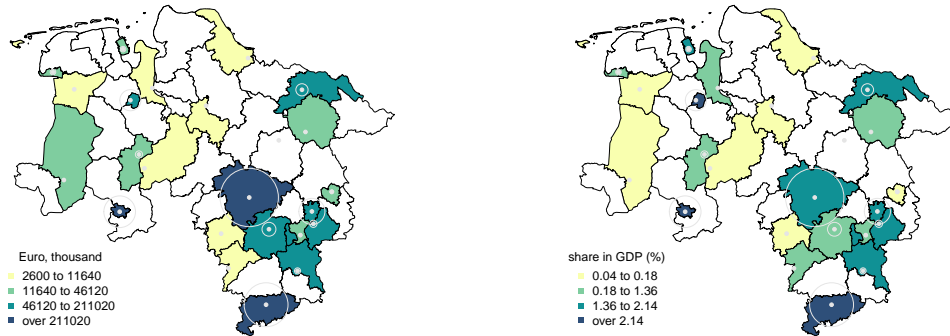 Euro, thousand
2600 to 11640
11640 to 46120
46120 to 211020
over 211020
share in GDP (%)
0.04 to 0.18
0.18 to 1.36
1.36 to 2.14
over 2.14